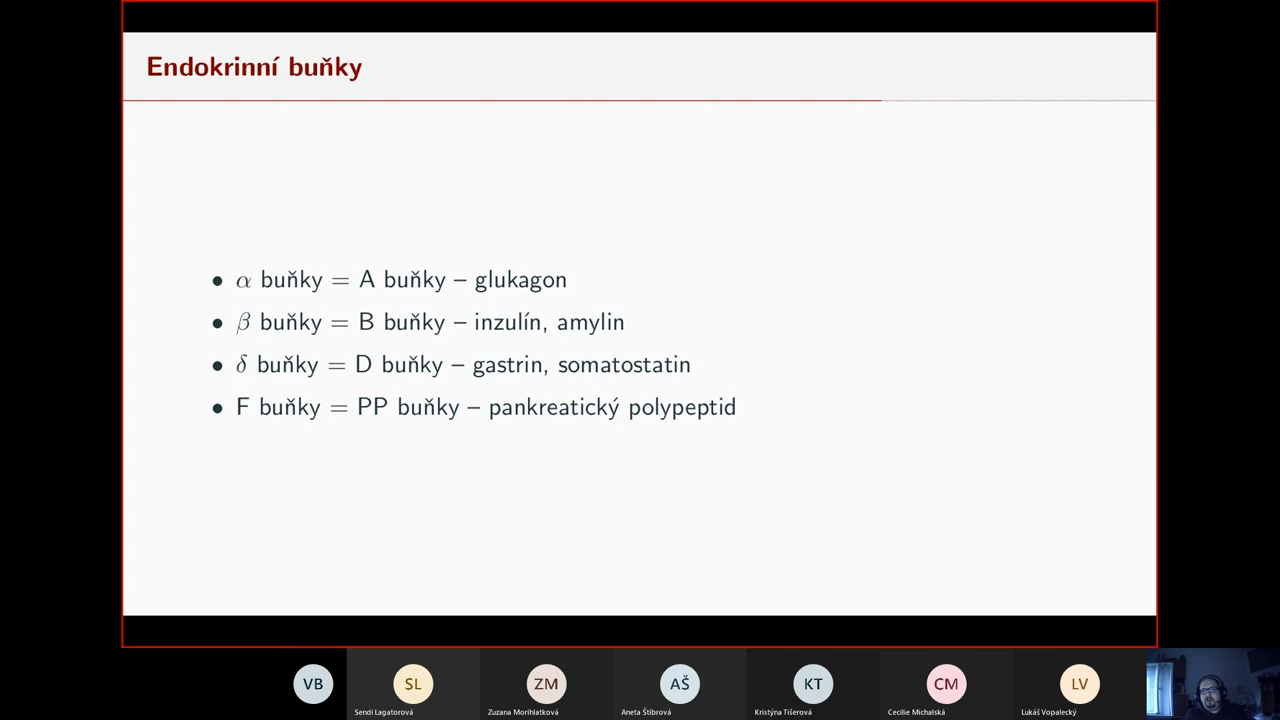 Endokrinní buňky
• α buňky = A buňky – glukagon
• β buňky = B buňky – inzulín, amylin
• δ buňky = D buňky – gastrin, somatostatin
• F buňky = PP buňky – pankreatický polypeptid
VB
SL
ZM
AŠ
KT
CM
LV
Sendi Lagatorová
Zuzana Morihlatková
Aneta Štíbrová
Kristýna Tišerová
Cecilie Michalská
Lukáš Vopalecký